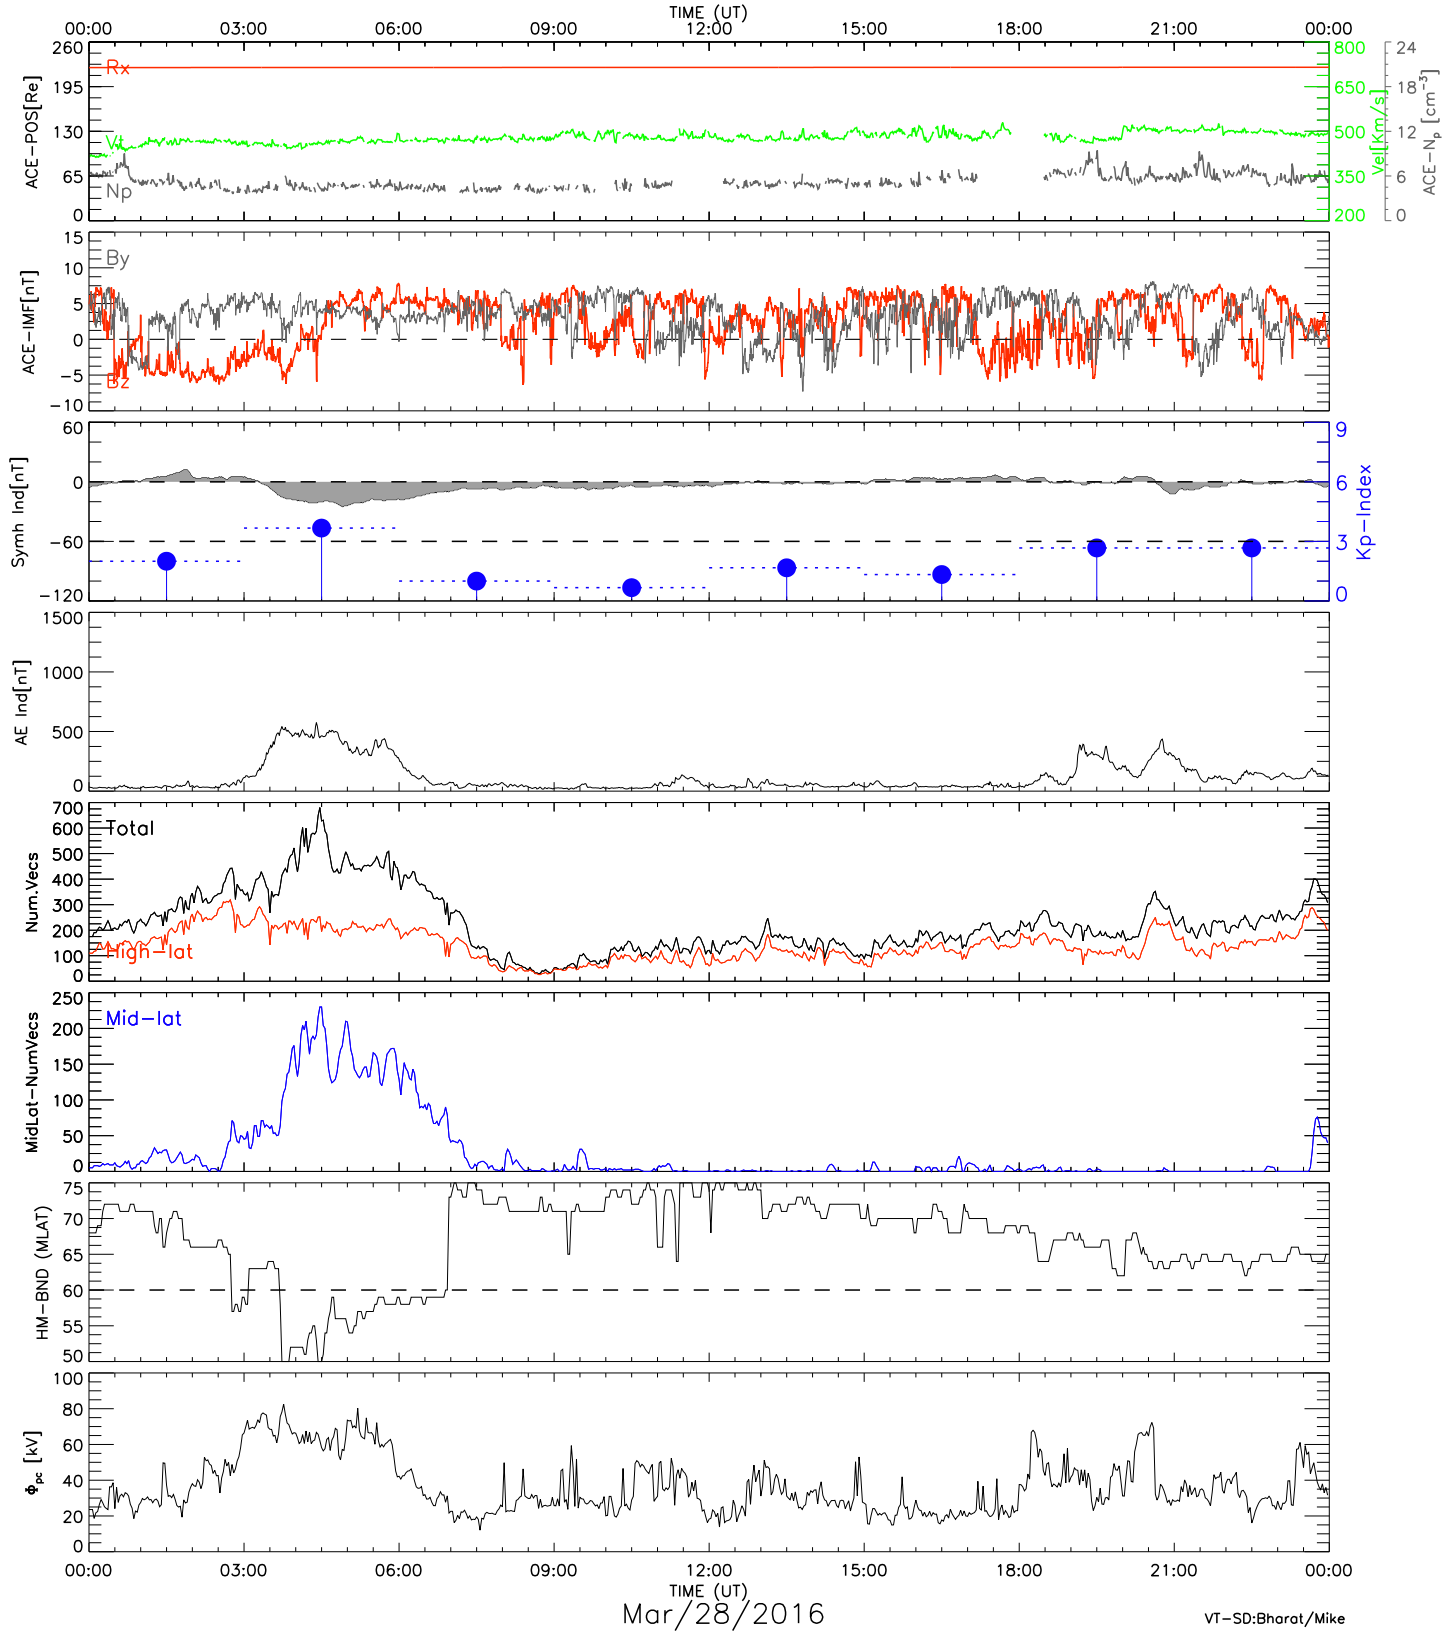 TIME (UT)
00:00 03:00 06:00 09:00 12:00 15:00 18:00 21:00 00:00
ACE-POS[Re]
260
195
130
65
0
Rx
Vt
Np
800
650
500
350
200
Vel[Km/s]
24
18
12
6
0
ACE-Np [cm⁻³]
ACE-IMF[nT]
15
10
5
0
-5
-10
By
Bz
Symh Ind[nT]
60
0
-60
-120
9
6
3
0
Kp-Index
AE Ind[nT]
1500
1000
500
0
Num.Vecs
700
600
500
400
300
200
100
0
Total
High-lat
MidLat-NumVecs
250
200
150
100
50
0
Mid-lat
HM-BND (MLAT)
75
70
65
60
55
50
Φpc [kV]
100
80
60
40
20
0
00:00 03:00 06:00 09:00 12:00 15:00 18:00 21:00 00:00
TIME (UT)
Mar/28/2016
VT-SD:Bharat/Mike